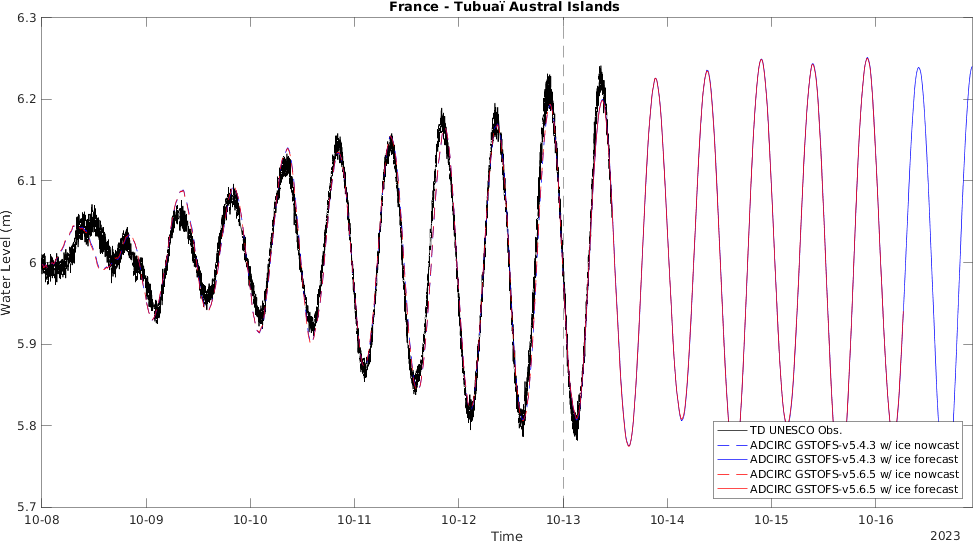 France - Tubuaï Austral Islands
6.3
6.2
6.1
6
5.9
5.8
5.7
Water Level (m)
TD UNESCO Obs.
ADCIRC GSTOFS-v5.4.3 w/ ice nowcast
ADCIRC GSTOFS-v5.4.3 w/ ice forecast
ADCIRC GSTOFS-v5.6.5 w/ ice nowcast
ADCIRC GSTOFS-v5.6.5 w/ ice forecast
10-08 10-09 10-10 10-11 10-12 10-13 10-14 10-15 10-16
Time
2023